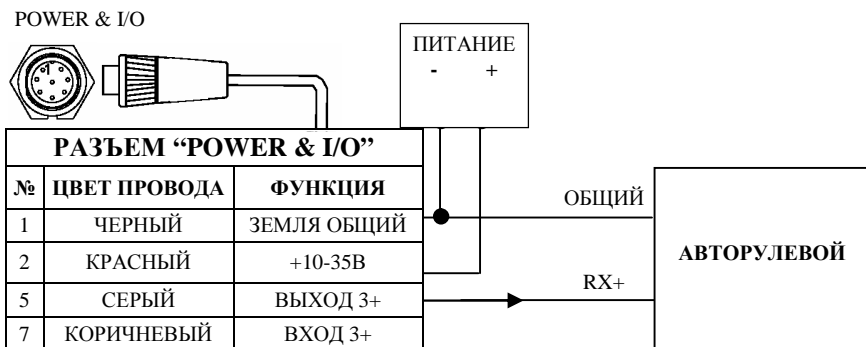 POWER & I/O
ПИТАНИЕ
- +
РАЗЪЕМ “POWER & I/O”
№ ЦВЕТ ПРОВОДА ФУНКЦИЯ
1 ЧЕРНЫЙ ЗЕМЛЯ ОБЩИЙ
2 КРАСНЫЙ +10-35В
5 СЕРЫЙ ВЫХОД 3+
7 КОРИЧНЕВЫЙ ВХОД 3+
ОБЩИЙ
RX+
АВТОРУЛЕВОЙ